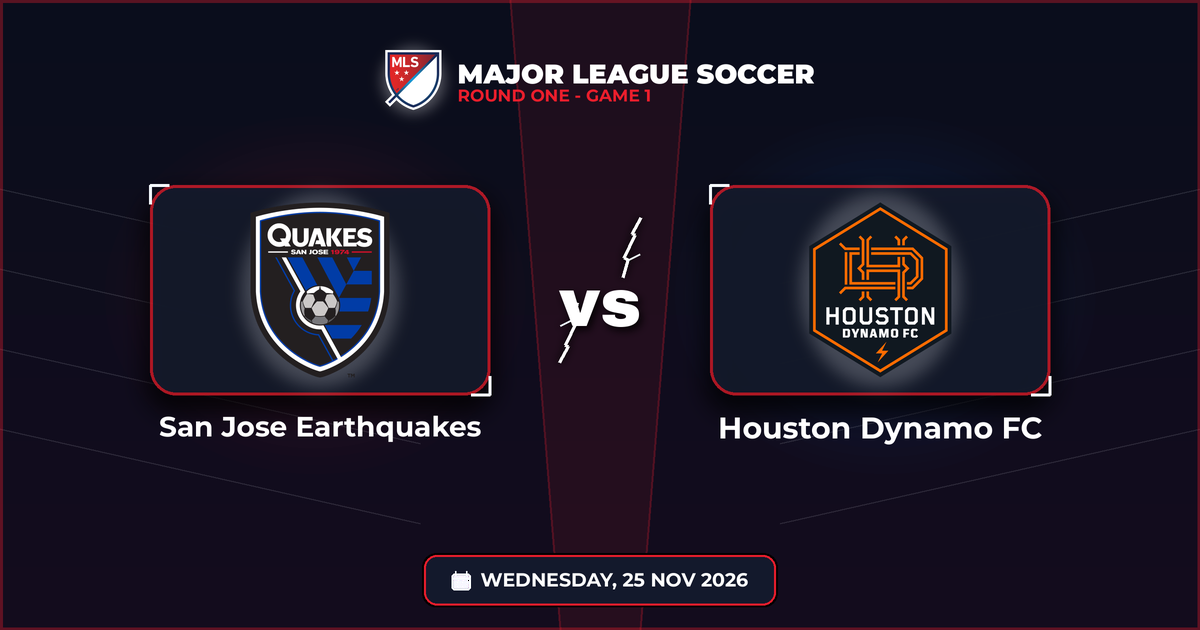 MLS
MAJOR LEAGUE SOCCER
ROUND ONE - GAME 1
QUAKES
SAN JOSE 1974
VS
HOUSTON
DYNAMO FC
San Jose Earthquakes
Houston Dynamo FC
WEDNESDAY, 25 NOV 2026